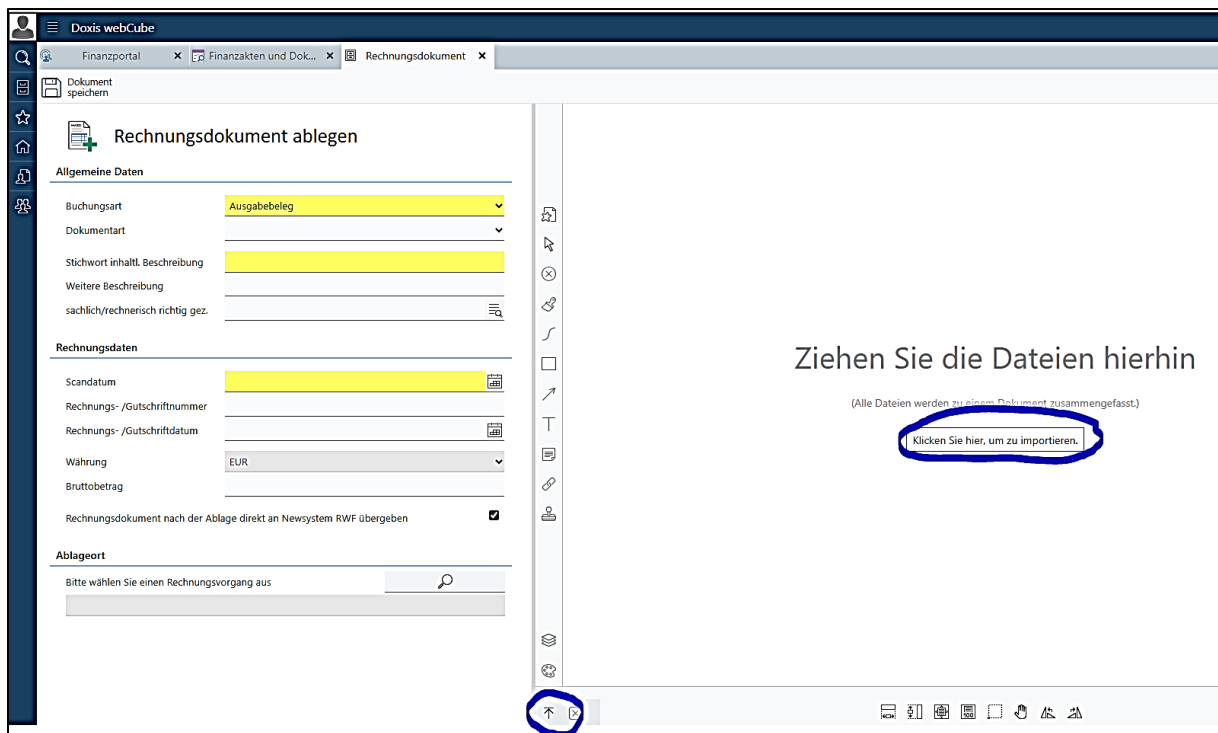 Doxis webCube
Finanzportal
Finanzakten und Dok...
Rechnungsdokument
Dokument
speichern
Rechnungsdokument ablegen
Allgemeine Daten
Buchungsart
Ausgabebeleg
Dokumentart
Stichwort inhaltl. Beschreibung
Weitere Beschreibung
sachlich/rechnerisch richtig gez.
Rechnungsdaten
Scandatum
Rechnungs- /Gutschriftnummer
Rechnungs- /Gutschriftdatum
Währung
EUR
Bruttobetrag
Rechnungsdokument nach der Ablage direkt an Newsystem RWF übergeben
Ablageort
Bitte wählen Sie einen Rechnungsvorgang aus
Ziehen Sie die Dateien hierhin
(Alle Dateien werden zu einem Dokument zusammengefasst.)
Klicken Sie hier, um zu importieren.
100